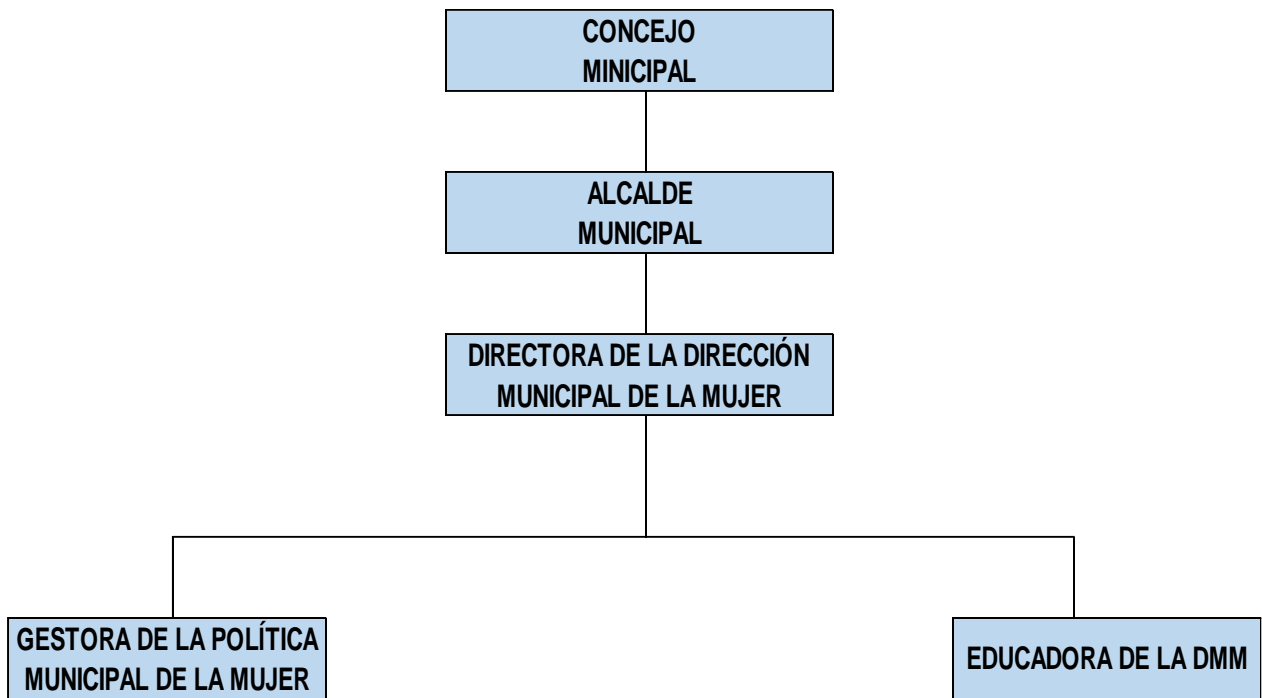 CONCEJO
MINICIPAL
ALCALDE
MUNICIPAL
DIRECTORA DE LA DIRECCIÓN
MUNICIPAL DE LA MUJER
GESTORA DE LA POLÍTICA
MUNICIPAL DE LA MUJER
EDUCADORA DE LA DMM